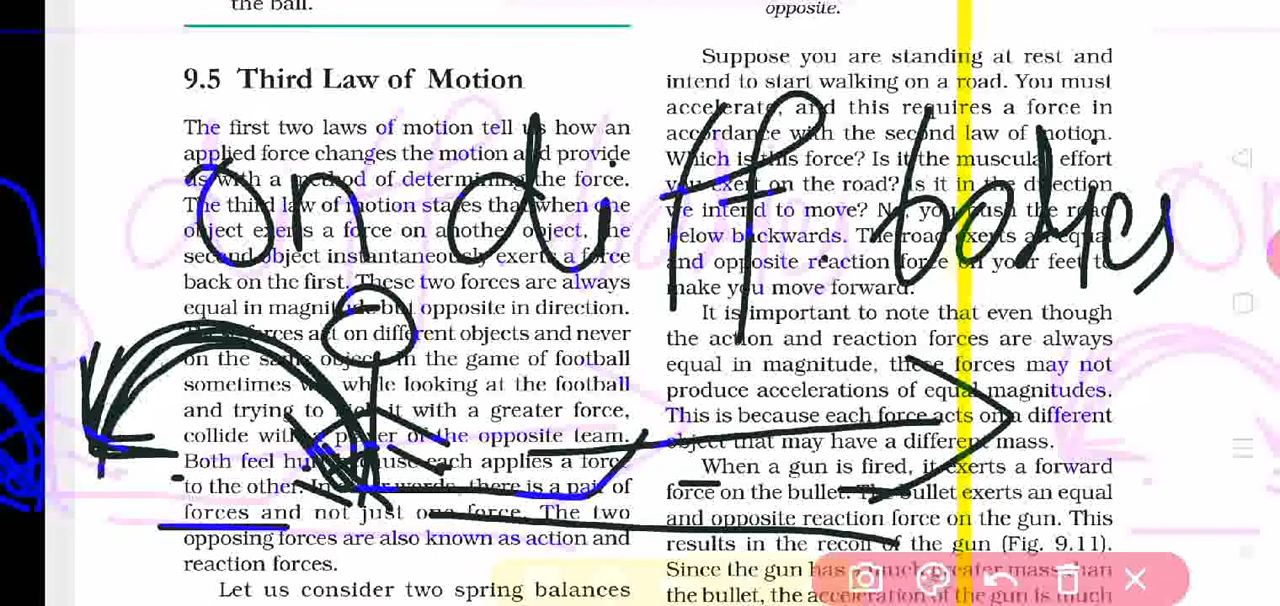 the ball.
9.5 Third Law of Motion
The first two laws of motion tell us how an
applied force changes the motion and provide
us with a method of determining the force.
The third law of motion states that when one
object exerts a force on another object, the
second object instantaneously exerts a force
back on the first. These two forces are always
equal in magnitude but opposite in direction.
forces act on different objects and never
on the same object. In the game of football
sometimes we, while looking at the football
and trying to kick it with a greater force,
collide with a player of the opposite team.
Both feel hurt because each applies a force
to the other. In other words, there is a pair of
forces and not just one force. The two
opposing forces are also known as action and
reaction forces.
Let us consider two spring balances
opposite.
Suppose you are standing at rest and
intend to start walking on a road. You must
accelerate, and this requires a force in
accordance with the second law of motion.
Which is this force? Is it the muscular effort
you exert on the road? Is it in the direction
we intend to move? No, you push the road
below backwards. The road exerts an equal
and opposite reaction force on your feet to
make you move forward.
It is important to note that even though
the action and reaction forces are always
equal in magnitude, these forces may not
produce accelerations of equal magnitudes.
This is because each force acts on a different
object that may have a different mass.
When a gun is fired, it exerts a forward
force on the bullet. The bullet exerts an equal
and opposite reaction force on the gun. This
results in the recoil of the gun (Fig. 9.11).
Since the gun has a much greater mass than
the bullet, the acceleration of the gun is much
on diff bodies